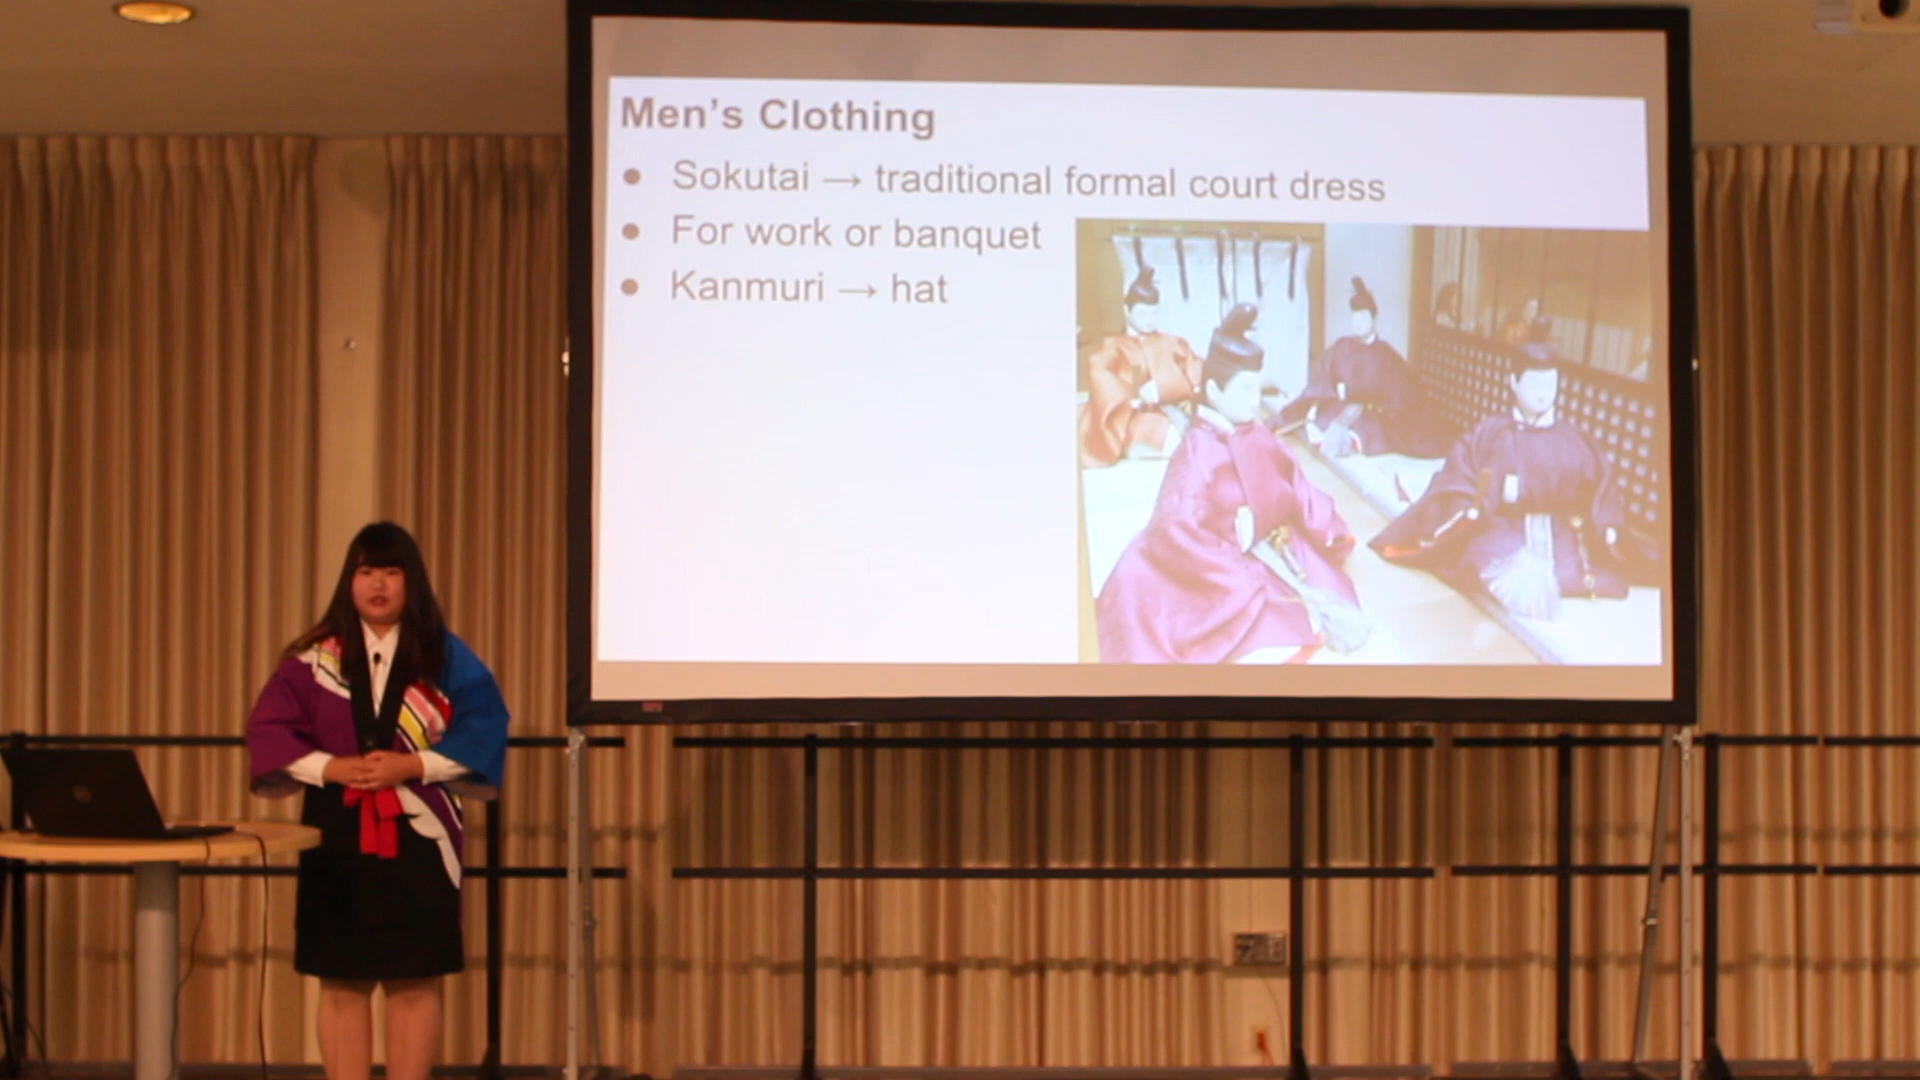 Men's Clothing
● Sokutai → traditional formal court dress
● For work or banquet
● Kanmuri → hat